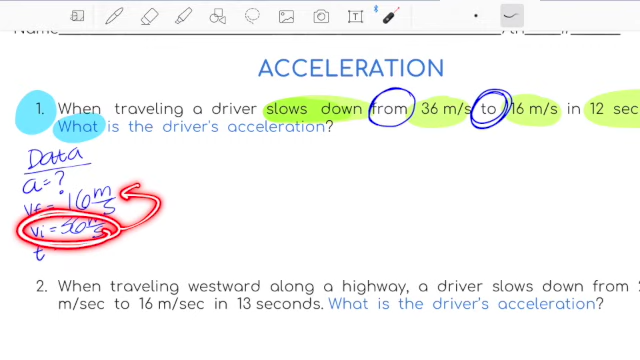 ACCELERATION
1. When traveling a driver slows down from 36 m/s to 16 m/s in 12 sec
What is the driver's acceleration?
Data
a = ?
vf = 16 m/s
vi = 36 m/s
t
2. When traveling westward along a highway, a driver slows down from
m/sec to 16 m/sec in 13 seconds. What is the driver's acceleration?